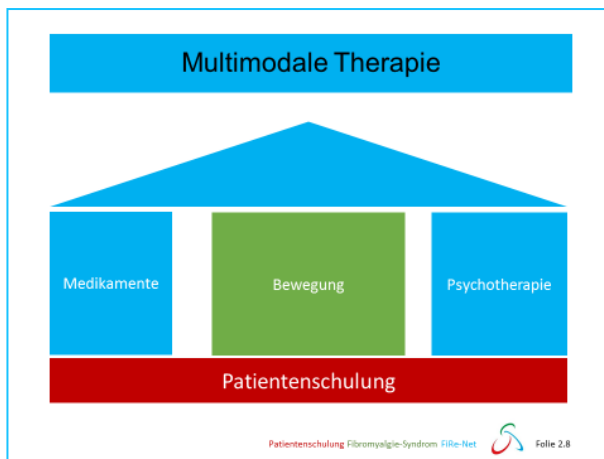 Multimodale Therapie
Medikamente
Bewegung
Psychotherapie
Patientenschulung
Patientenschulung Fibromyalgie-Syndrom FiRe-Net Folie 2.8